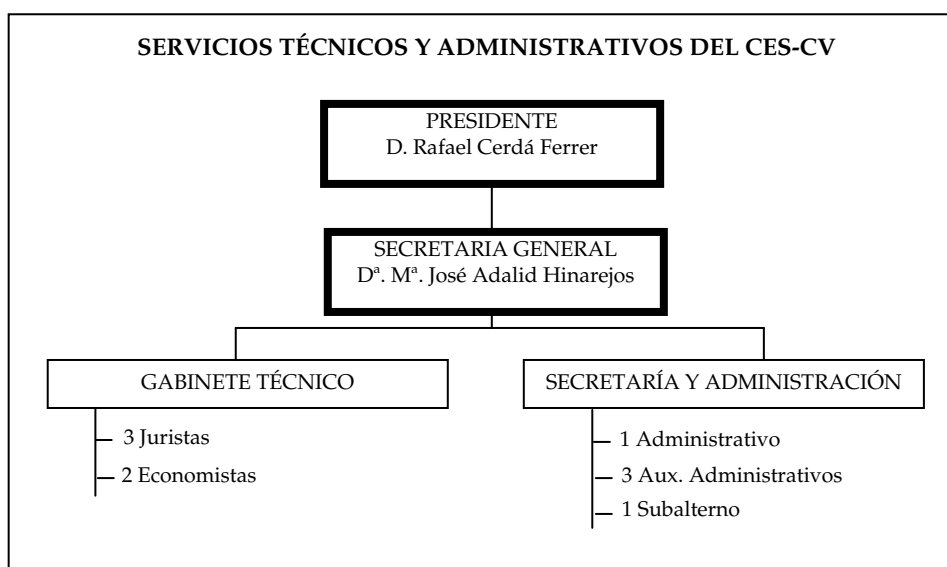 SERVICIOS TÉCNICOS Y ADMINISTRATIVOS DEL CES-CV
PRESIDENTE
D. Rafael Cerdá Ferrer
SECRETARIA GENERAL
Dª. Mª. José Adalid Hinarejos
GABINETE TÉCNICO
3 Juristas
2 Economistas
SECRETARÍA Y ADMINISTRACIÓN
1 Administrativo
3 Aux. Administrativos
1 Subalterno